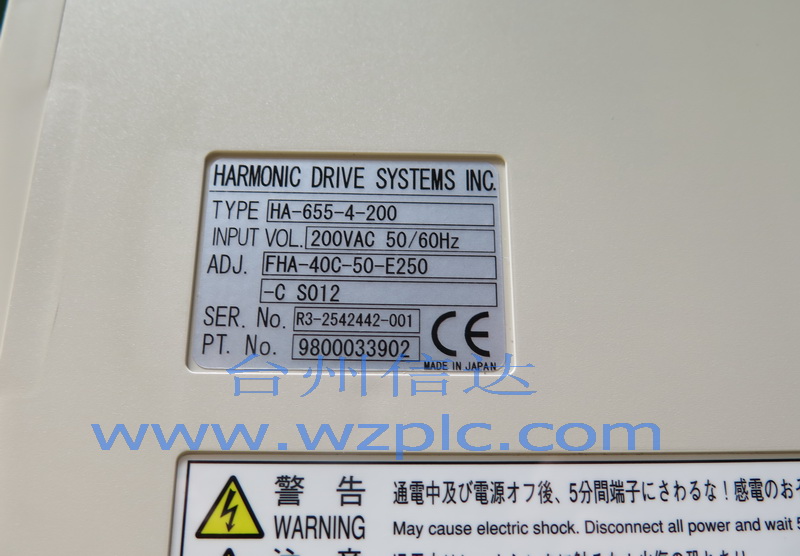 HARMONIC DRIVE SYSTEMS INC.
TYPE HA-655-4-200
INPUT VOL. 200VAC 50/60Hz
ADJ. FHA-40C-50-E250
-C S012
SER. No. R3-2542442-001
PT. No. 9800033902
CE
MADE IN JAPAN
台州信达
www.wzplc.com
警告 通電中及び電源オフ後、5分間端子にさわるな!感電のおそ
WARNING May cause electric shock. Disconnect all power and wait 5
注意